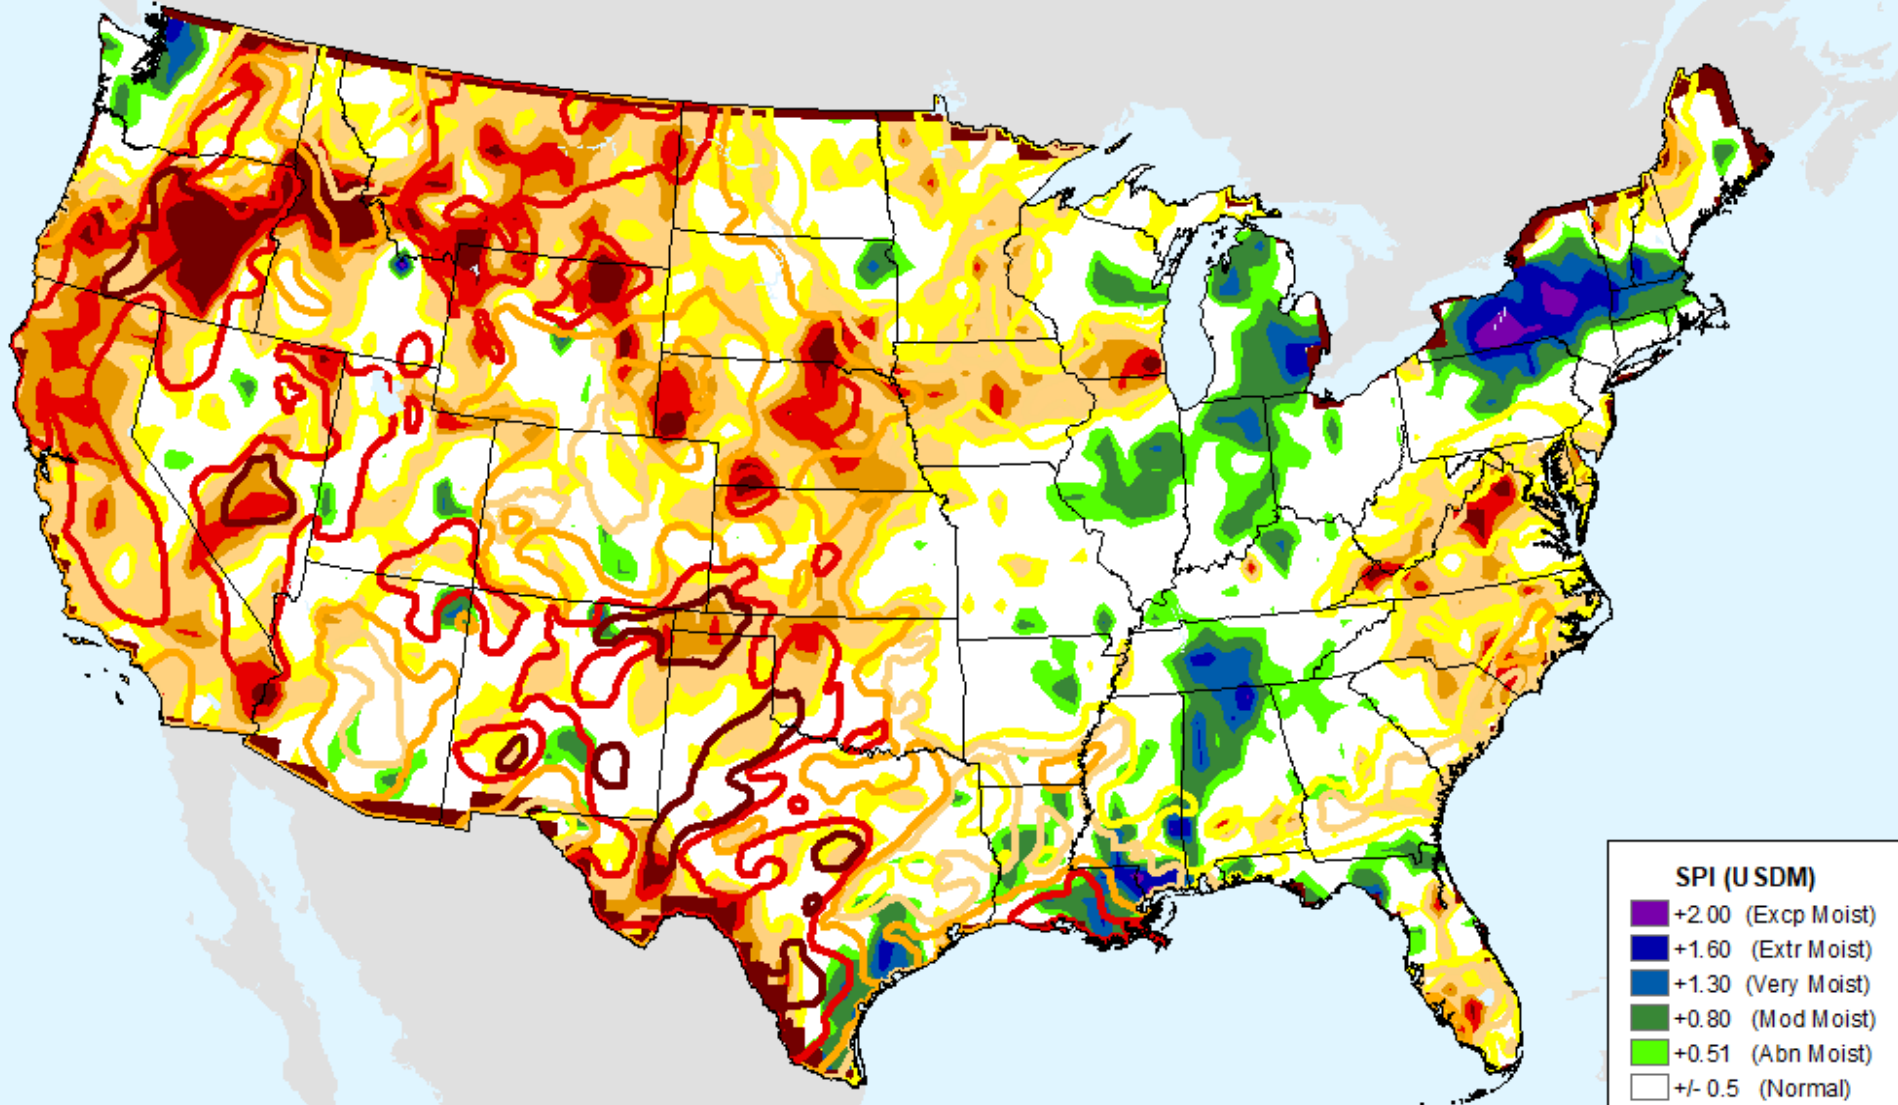 SPI (USDM)
+2.00 (Excp Moist)
+1.60 (Extr Moist)
+1.30 (Very Moist)
+0.80 (Mod Moist)
+0.51 (Abn Moist)
+/- 0.5 (Normal)